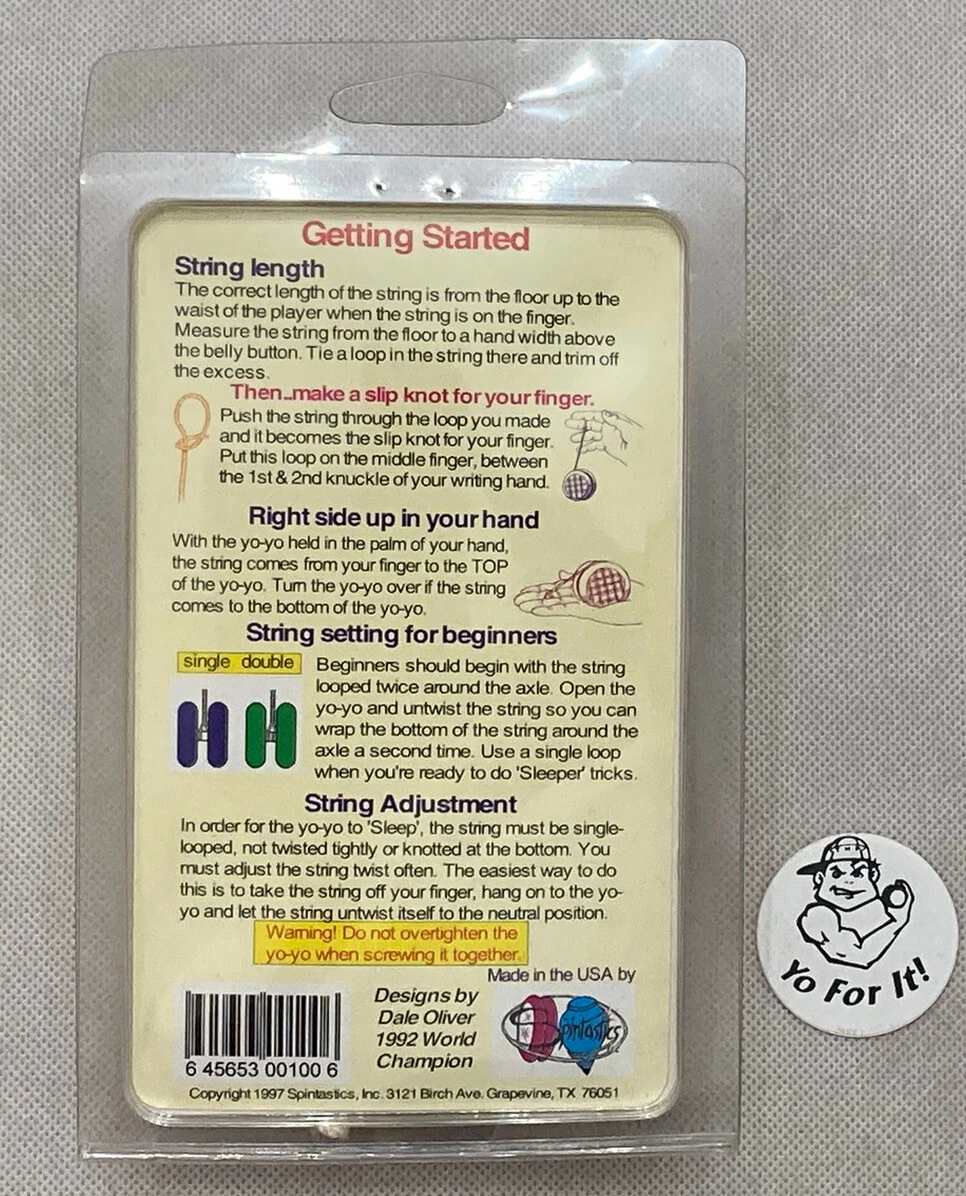 Getting Started
String length
The correct length of the string is from the floor up to the
waist of the player when the string is on the finger.
Measure the string from the floor to a hand width above
the belly button. Tie a loop in the string there and trim off
the excess.
Then..make a slip knot for your finger.
Push the string through the loop you made
and it becomes the slip knot for your finger.
Put this loop on the middle finger, between
the 1st & 2nd knuckle of your writing hand.
Right side up in your hand
With the yo-yo held in the palm of your hand,
the string comes from your finger to the TOP
of the yo-yo. Turn the yo-yo over if the string
comes to the bottom of the yo-yo.
String setting for beginners
single double
Beginners should begin with the string
looped twice around the axle. Open the
yo-yo and untwist the string so you can
wrap the bottom of the string around the
axle a second time. Use a single loop
when you're ready to do 'Sleeper' tricks.
String Adjustment
In order for the yo-yo to 'Sleep', the string must be single-
looped, not twisted tightly or knotted at the bottom. You
must adjust the string twist often. The easiest way to do
this is to take the string off your finger, hang on to the yo-
yo and let the string untwist itself to the neutral position.
Warning! Do not overtighten the
yo-yo when screwing it together.
Made in the USA by
Designs by
Dale Oliver
1992 World
Champion
Spintastics
6 45653 00100 6
Copyright 1997 Spintastics, Inc. 3121 Birch Ave. Grapevine, TX 76051
Yo For It!